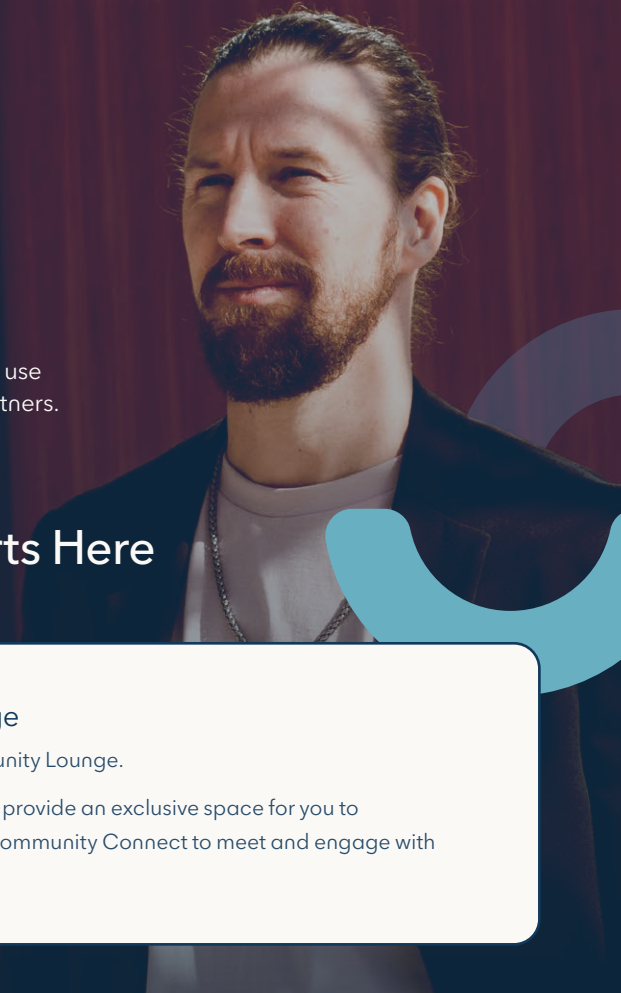 use
tners.
ts Here
ge
unity Lounge.
provide an exclusive space for you to
ommunity Connect to meet and engage with